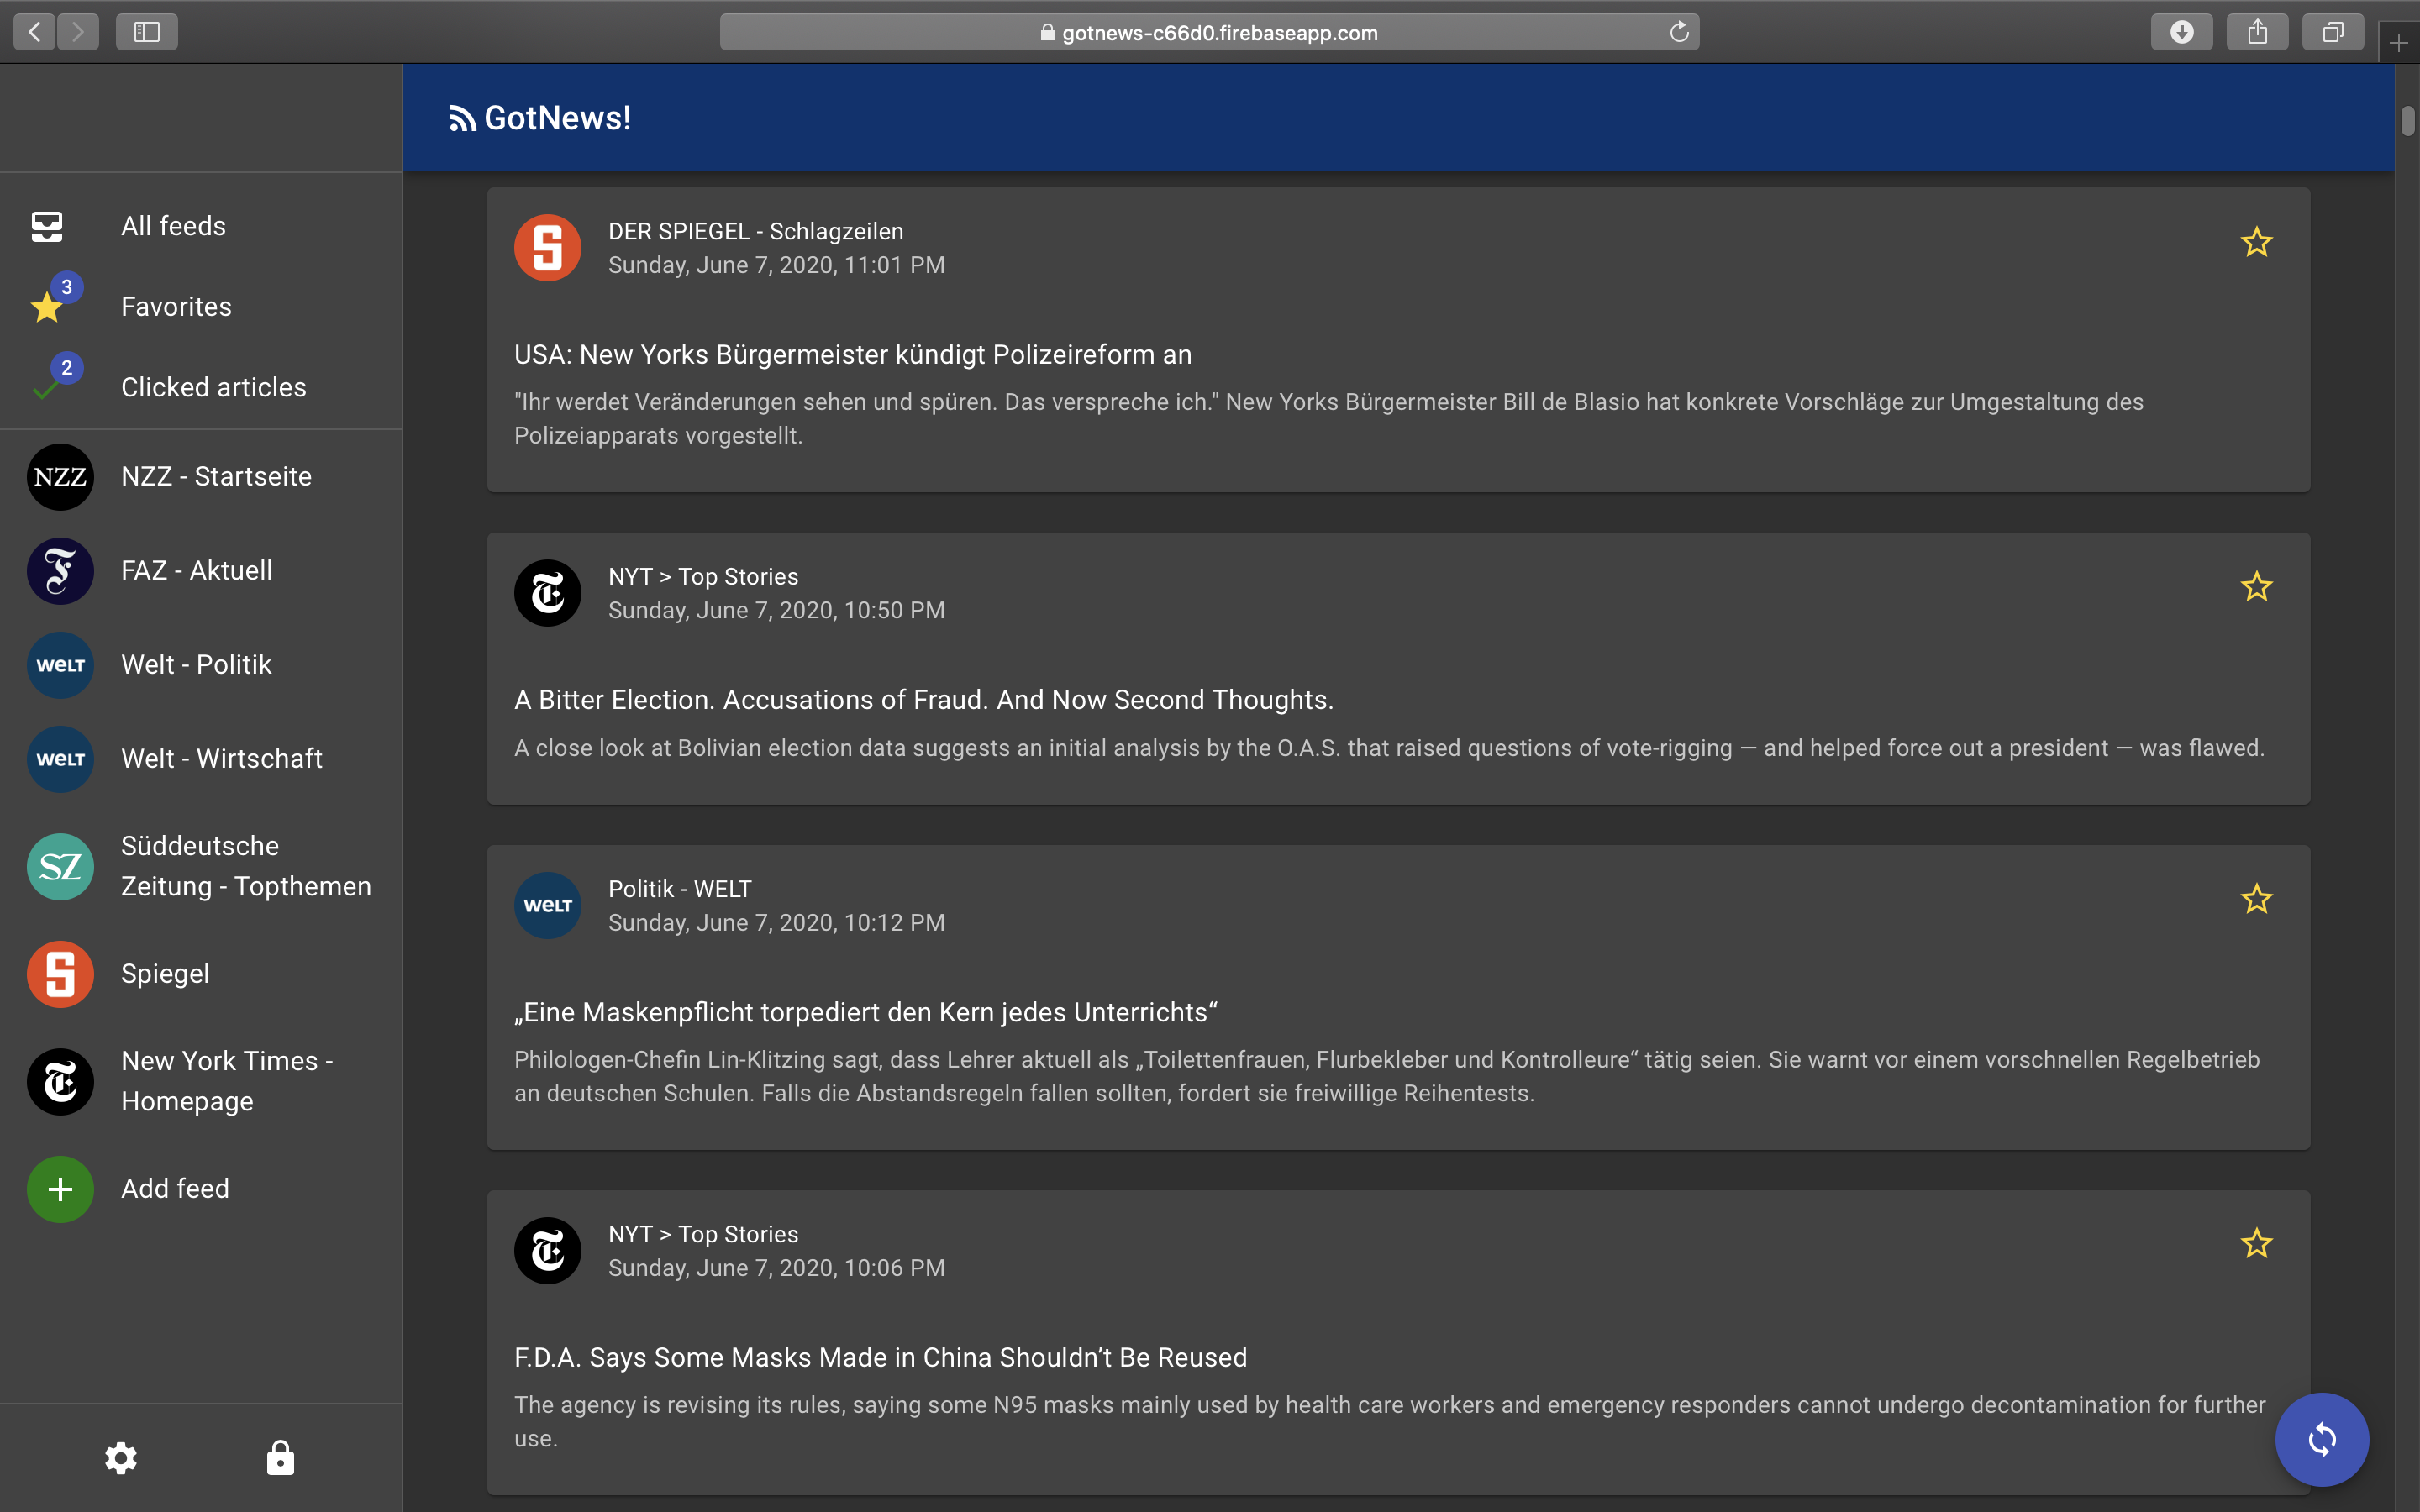 gotnews-c66d0.firebaseapp.com
GotNews!
All feeds
3
Favorites
2
Clicked articles
NZZ
NZZ - Startseite
FAZ - Aktuell
WELT
Welt - Politik
WELT
Welt - Wirtschaft
SZ
Süddeutsche
Zeitung - Topthemen
S
Spiegel
T
New York Times -
Homepage
Add feed
S
DER SPIEGEL - Schlagzeilen
Sunday, June 7, 2020, 11:01 PM
USA: New Yorks Bürgermeister kündigt Polizeireform an
"Ihr werdet Veränderungen sehen und spüren. Das verspreche ich." New Yorks Bürgermeister Bill de Blasio hat konkrete Vorschläge zur Umgestaltung des
Polizeiapparats vorgestellt.
T
NYT > Top Stories
Sunday, June 7, 2020, 10:50 PM
A Bitter Election. Accusations of Fraud. And Now Second Thoughts.
A close look at Bolivian election data suggests an initial analysis by the O.A.S. that raised questions of vote-rigging — and helped force out a president — was flawed.
WELT
Politik - WELT
Sunday, June 7, 2020, 10:12 PM
„Eine Maskenpflicht torpediert den Kern jedes Unterrichts“
Philologen-Chefin Lin-Klitzing sagt, dass Lehrer aktuell als „Toilettenfrauen, Flurbekleber und Kontrolleure“ tätig seien. Sie warnt vor einem vorschnellen Regelbetrieb
an deutschen Schulen. Falls die Abstandsregeln fallen sollten, fordert sie freiwillige Reihentests.
T
NYT > Top Stories
Sunday, June 7, 2020, 10:06 PM
F.D.A. Says Some Masks Made in China Shouldn’t Be Reused
The agency is revising its rules, saying some N95 masks mainly used by health care workers and emergency responders cannot undergo decontamination for further
use.